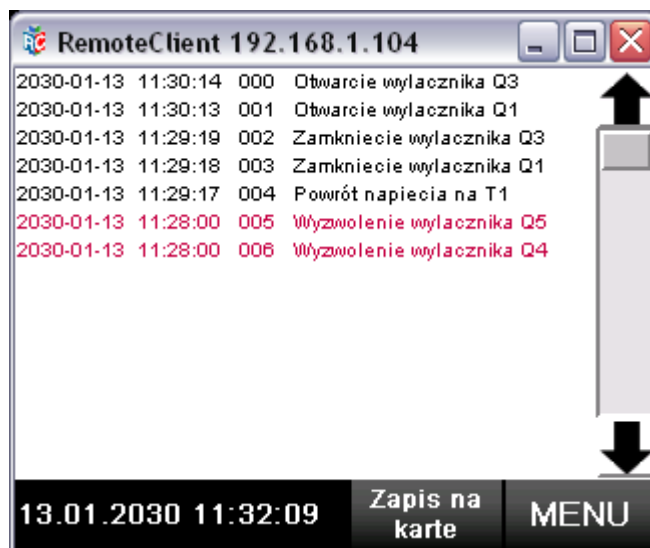 RemoteClient 192.168.1.104
2030-01-13 11:30:14 000 Otwarcie wylacznika Q3
2030-01-13 11:30:13 001 Otwarcie wylacznika Q1
2030-01-13 11:29:19 002 Zamkniecie wylacznika Q3
2030-01-13 11:29:18 003 Zamkniecie wylacznika Q1
2030-01-13 11:29:17 004 Powrót napiecia na T1
2030-01-13 11:28:00 005 Wyzwolenie wylacznika Q5
2030-01-13 11:28:00 006 Wyzwolenie wylacznika Q4
13.01.2030 11:32:09
Zapis na
karte
MENU